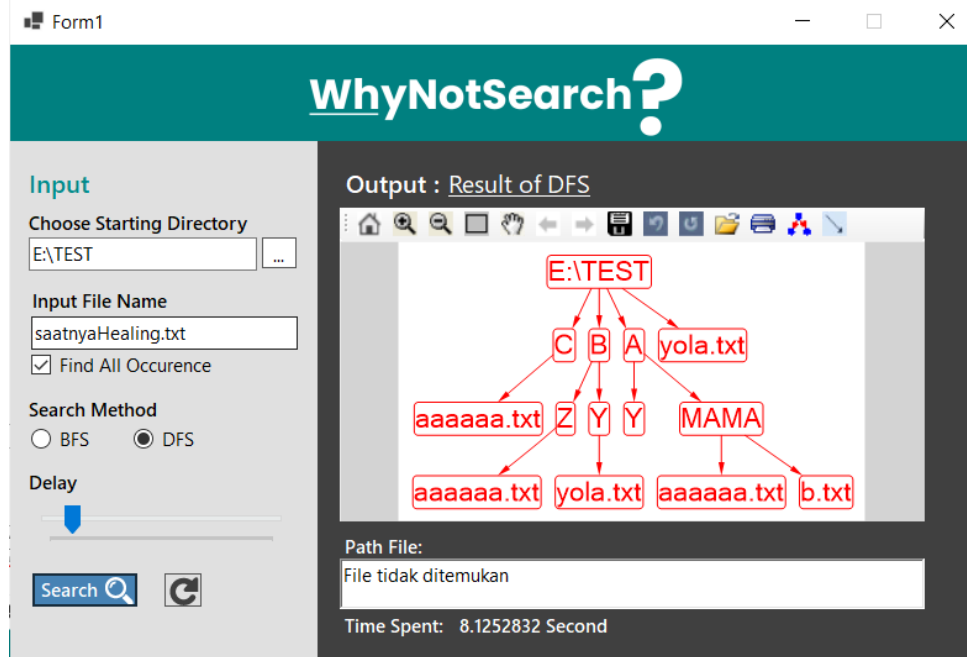 Form1
WhyNotSearch?
Input
Choose Starting Directory
E:\TEST
...
Input File Name
saatnyaHealing.txt
Find All Occurence
Search Method
BFS DFS
Delay
Search
Output : Result of DFS
E:\TEST
C B A yola.txt
aaaaaa.txt Z Y Y MAMA
aaaaaa.txt yola.txt aaaaaa.txt b.txt
Path File:
File tidak ditemukan
Time Spent: 8.1252832 Second